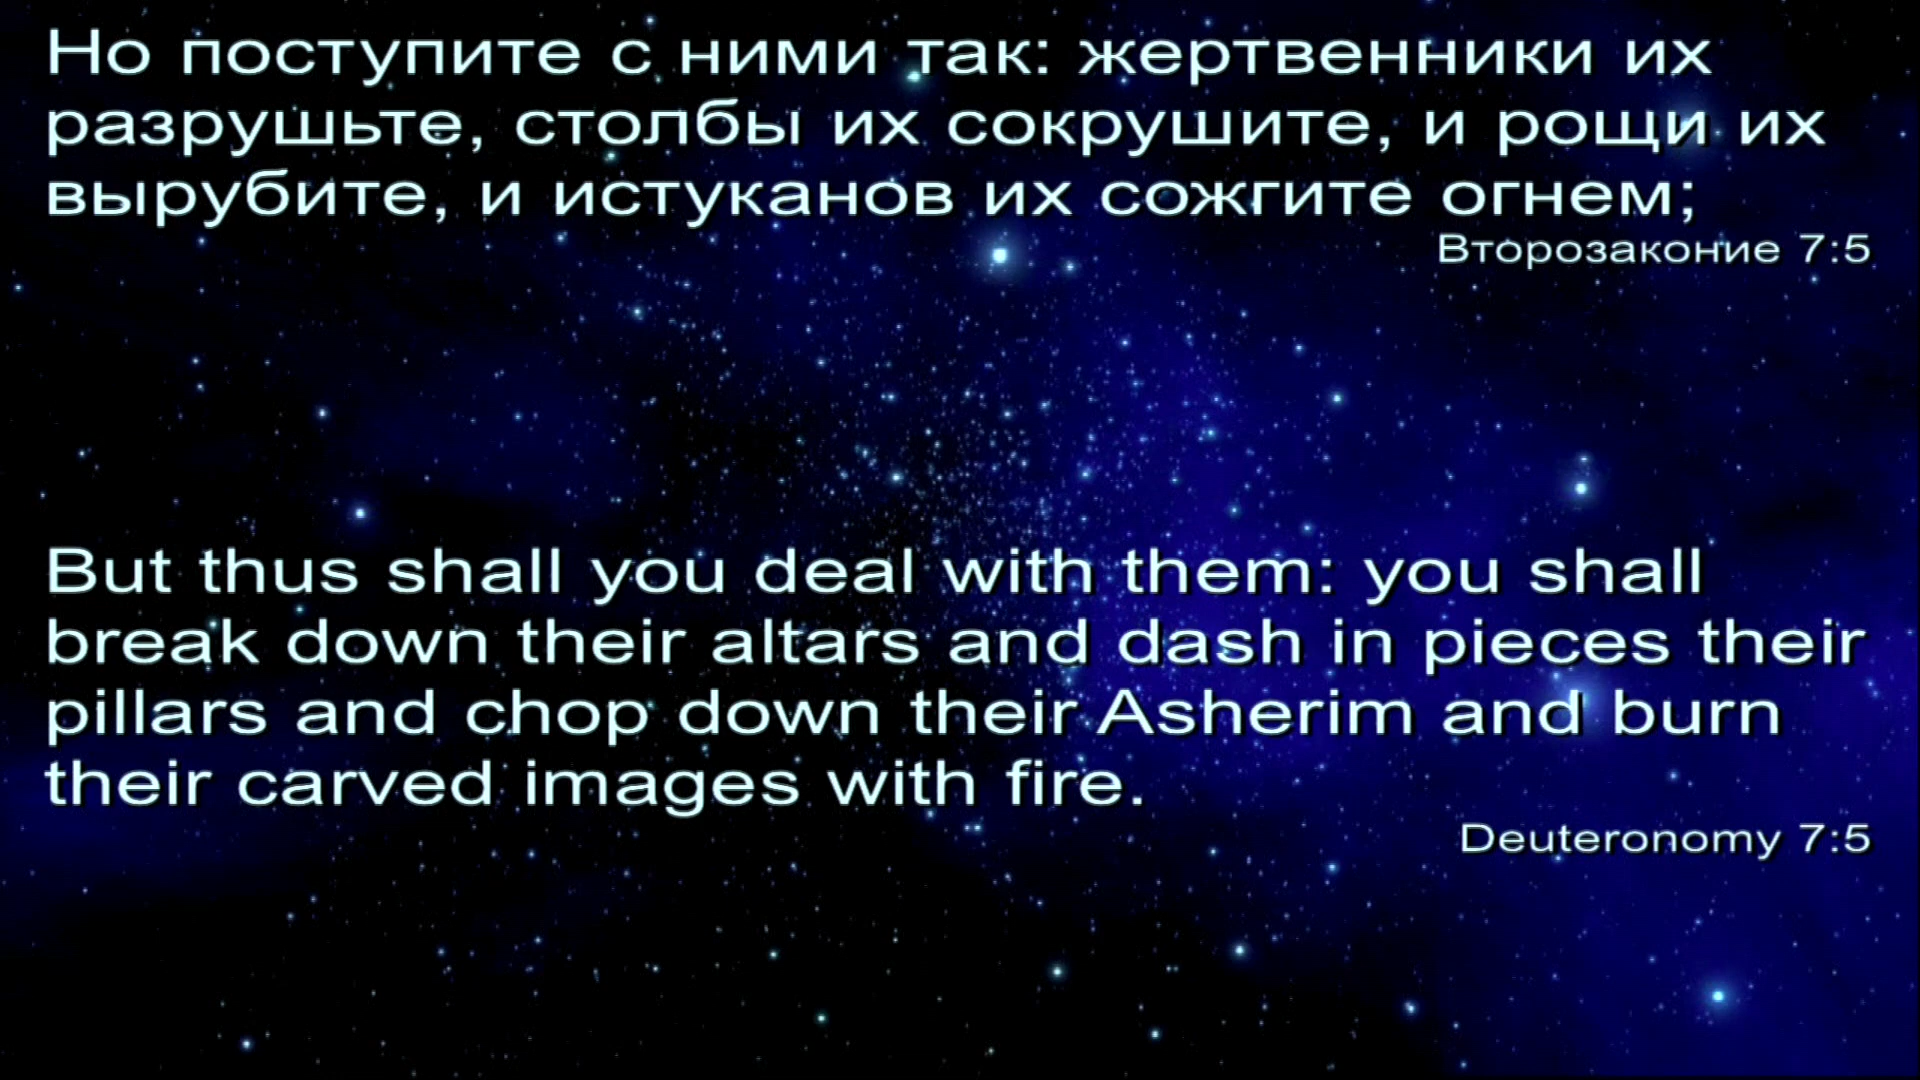 Но поступите с ними так: жертвенники их
разрушьте, столбы их сокрушите, и рощи их
вырубите, и истуканов их сожгите огнем;
Второзаконие 7:5
But thus shall you deal with them: you shall
break down their altars and dash in pieces their
pillars and chop down their Asherim and burn
their carved images with fire.
Deuteronomy 7:5